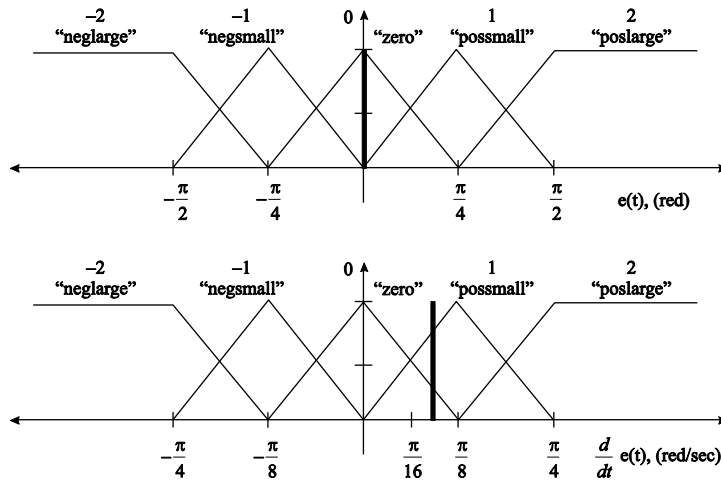 −2 −1 0 1 2
“neglarge” “negsmall” “zero” “possmall” “poslarge”
−π/2 −π/4 π/4 π/2 e(t), (red)
−2 −1 0 1 2
“neglarge” “negsmall” “zero” “possmall” “poslarge”
−π/4 −π/8 π/16 π/8 π/4 d/dt e(t), (red/sec)